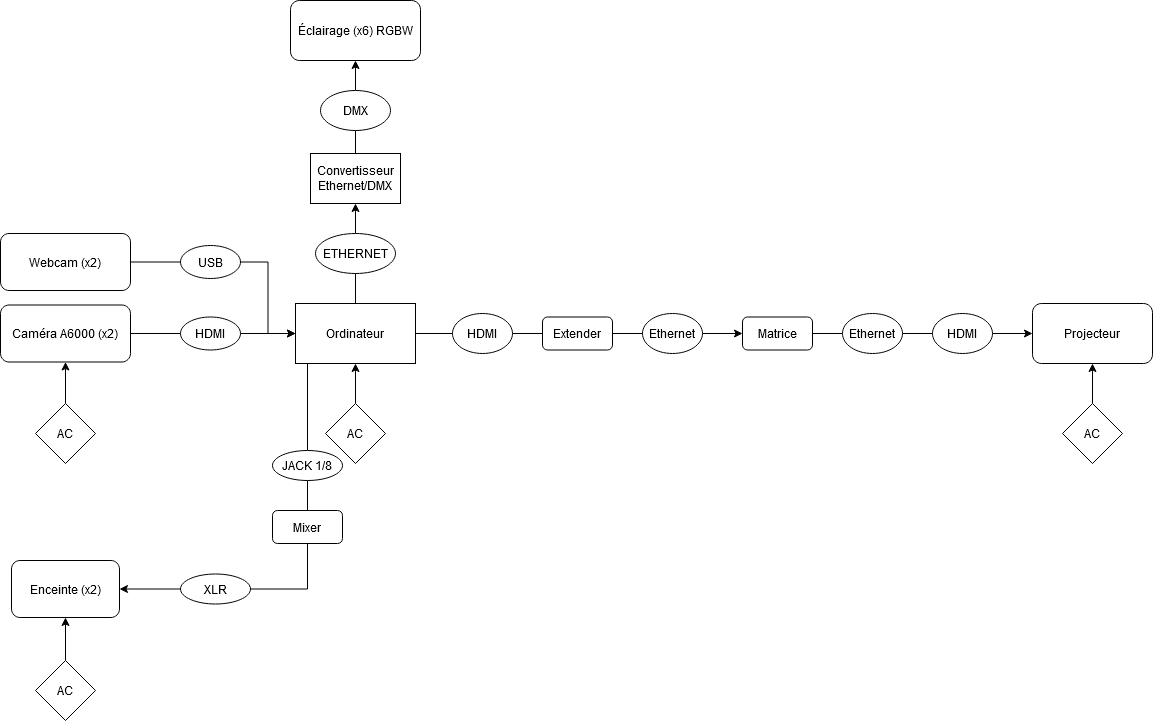 Éclairage (x6) RGBW
DMX
Convertisseur
Ethernet/DMX
ETHERNET
Webcam (x2)
USB
Caméra A6000 (x2)
HDMI
Ordinateur
HDMI
Extender
Ethernet
Matrice
Ethernet
HDMI
Projecteur
AC
AC
AC
JACK 1/8
Mixer
Enceinte (x2)
XLR
AC